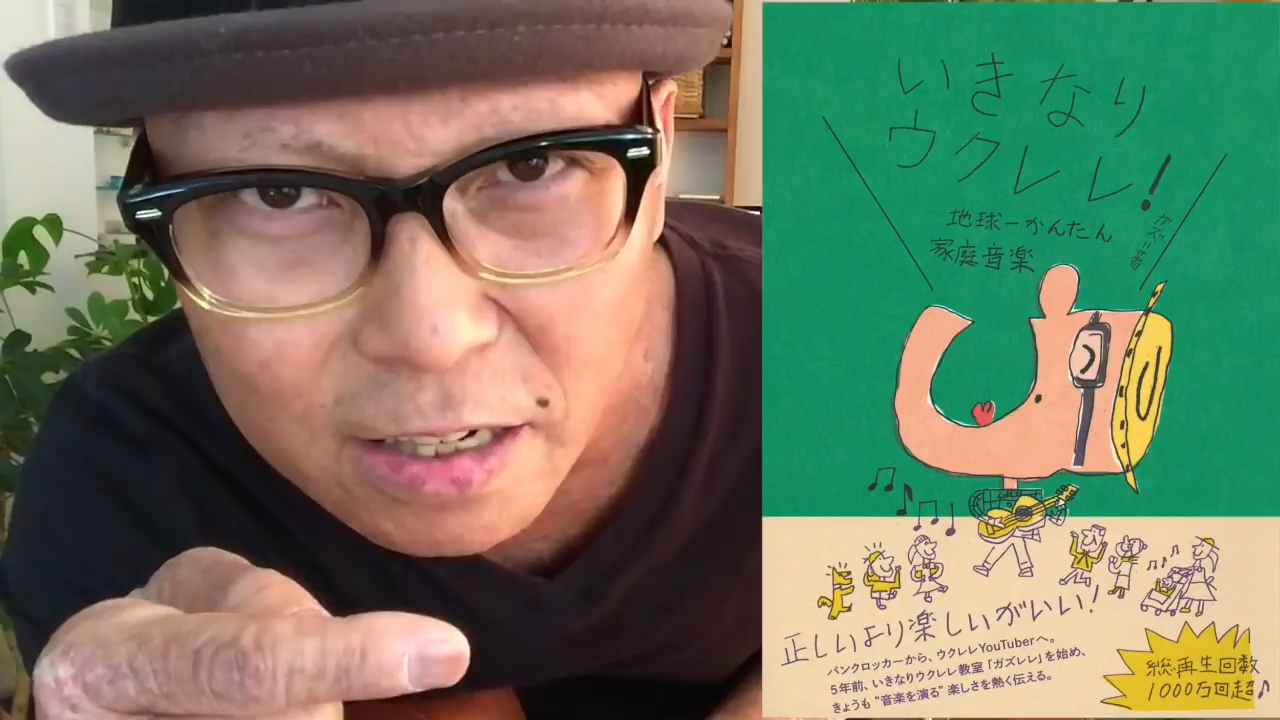 いきなり
ウクレレ!
地球一かんたん
家庭音楽
ガズ 著
正しいより楽しいがいい!
パンクロッカーから、ウクレレYouTuberへ。
5年前、いきなりウクレレ教室「ガズレレ」を始め、
きょうも“音楽を演る”楽しさを熱く伝える。
総再生回数
1000万回超♪